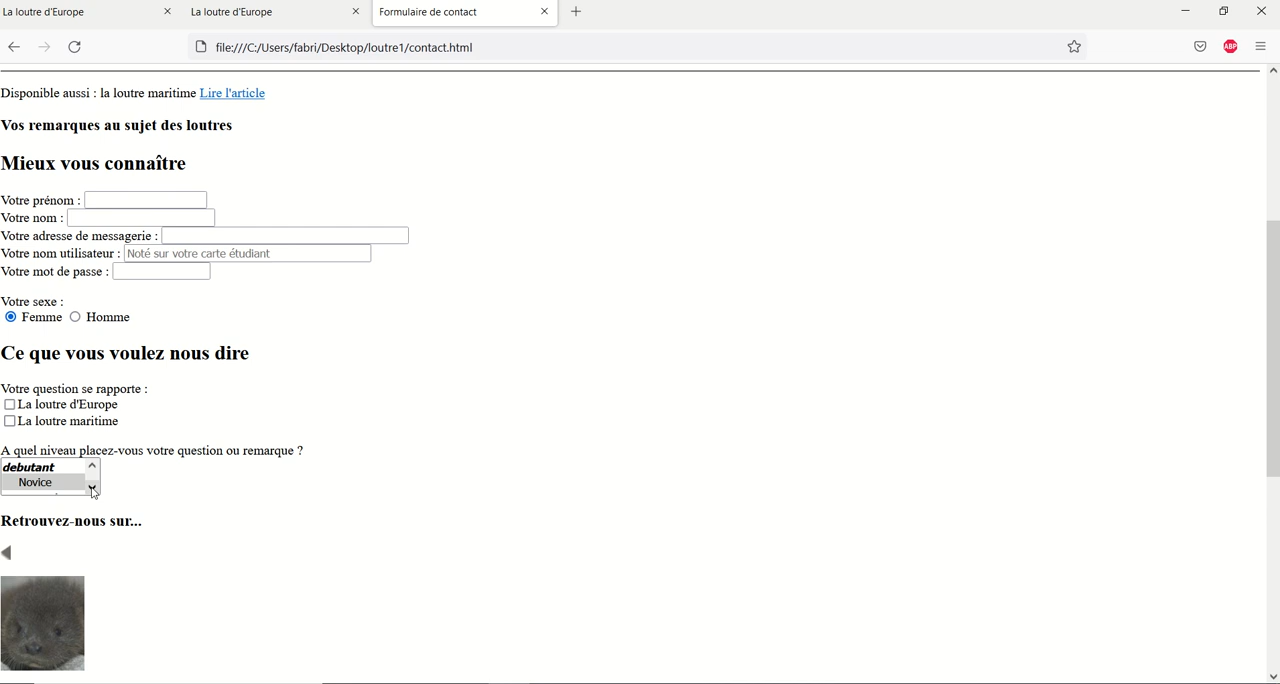 La loutre d'Europe La loutre d'Europe Formulaire de contact
file:///C:/Users/fabri/Desktop/loutre1/contact.html ABP
Disponible aussi : la loutre maritime Lire l'article
Vos remarques au sujet des loutres
Mieux vous connaître
Votre prénom :
Votre nom :
Votre adresse de messagerie :
Votre nom utilisateur : Noté sur votre carte étudiant
Votre mot de passe :
Votre sexe :
Femme Homme
Ce que vous voulez nous dire
Votre question se rapporte :
La loutre d'Europe
La loutre maritime
A quel niveau placez-vous votre question ou remarque ?
debutant
Novice
Retrouvez-nous sur...